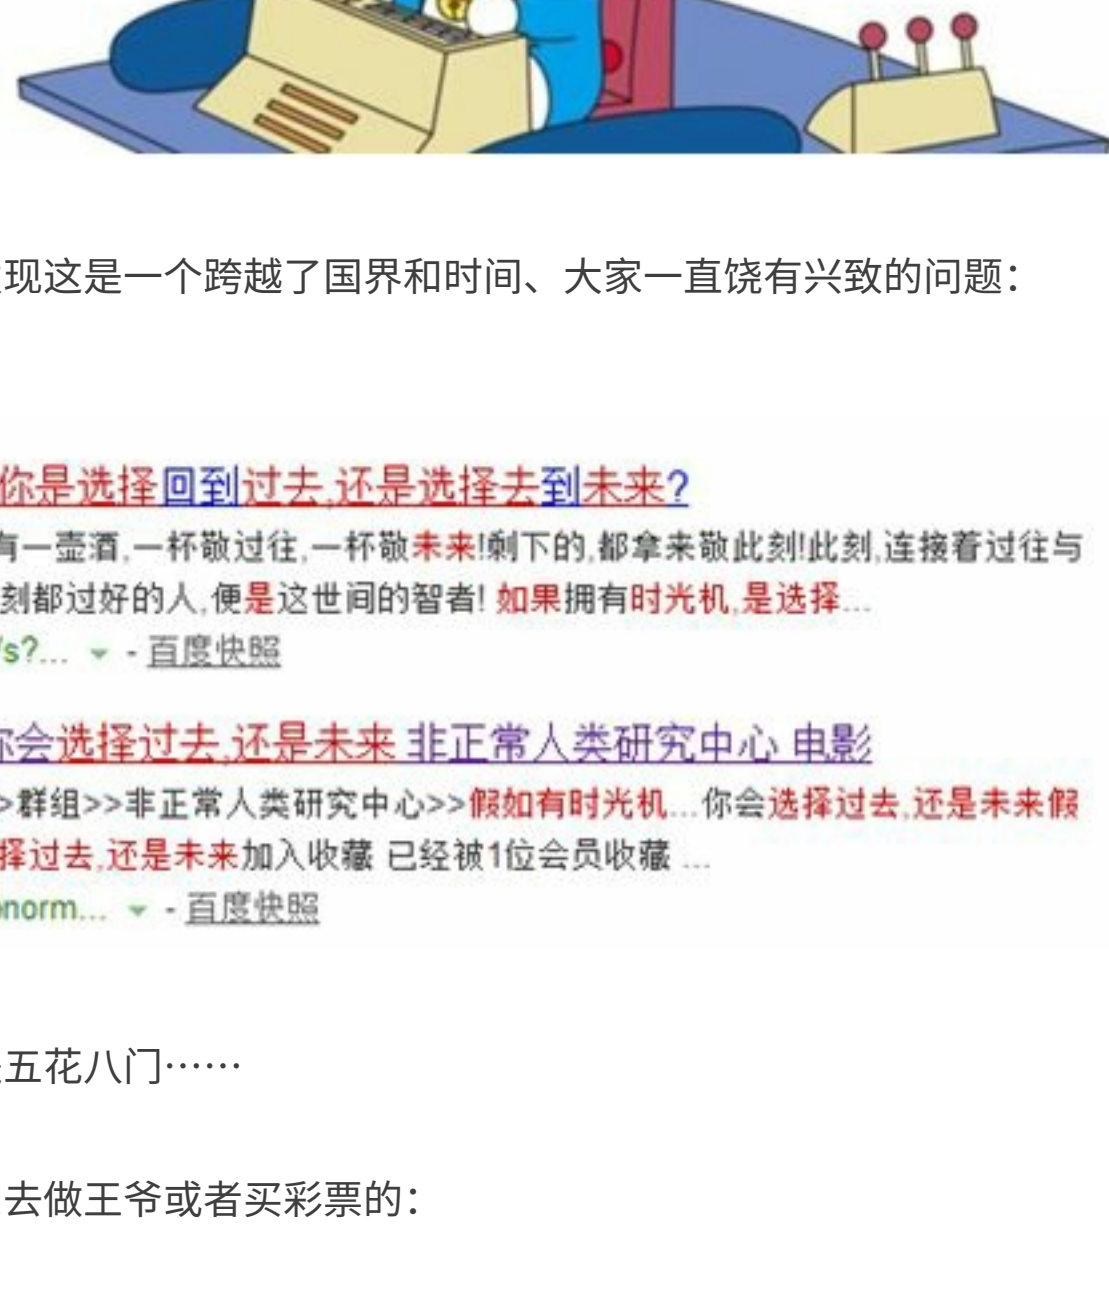 现这是一个跨越了国界和时间、大家一直饶有兴致的问题：
你是选择回到过去,还是选择去到未来?
有一壶酒,一杯敬过往,一杯敬未来!剩下的,都拿来敬此刻!此刻,连接着过往与
刻都过好的人,便是这世间的智者! 如果拥有时光机,是选择...
/s?... - 百度快照
你会选择过去,还是未来 非正常人类研究中心 电影
>群组>>非正常人类研究中心>>假如有时光机...你会选择过去,还是未来假
择过去,还是未来加入收藏 已经被1位会员收藏 ...
norm... - 百度快照
五花八门……
去做王爷或者买彩票的：